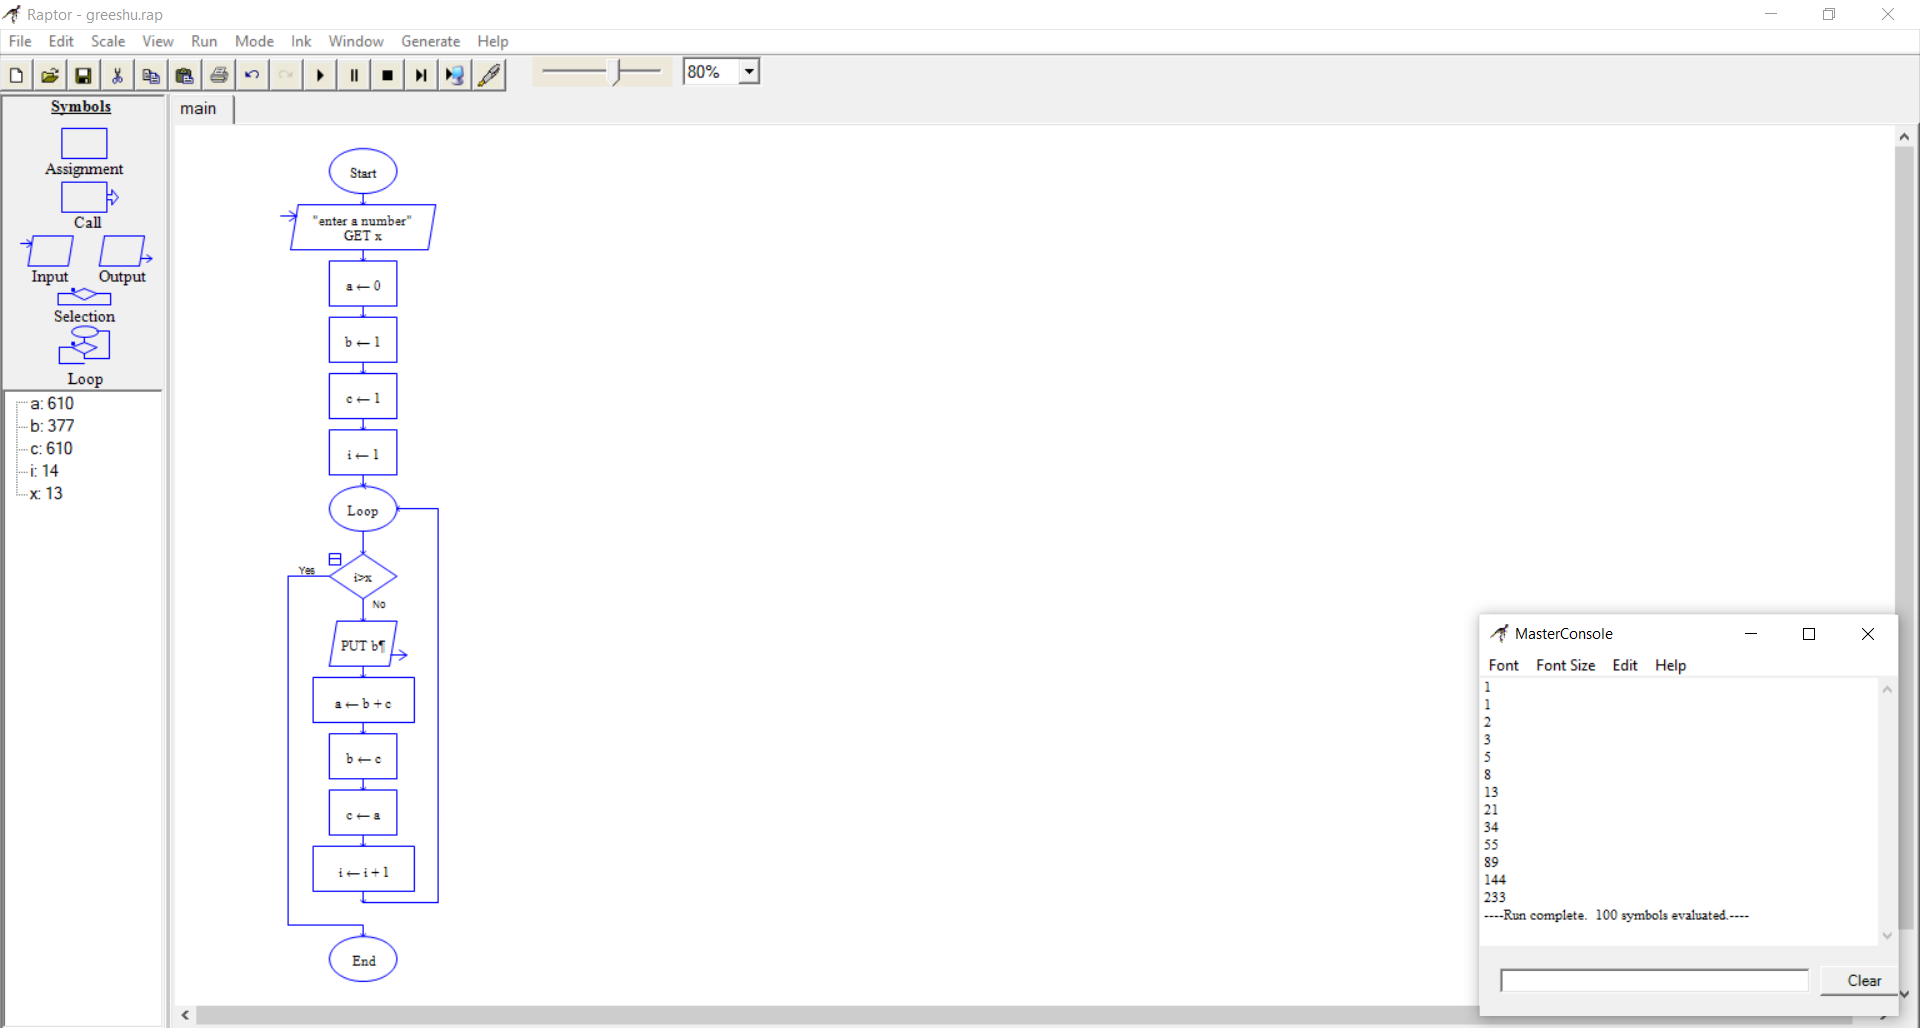 Raptor - greeshu.rap
File Edit Scale View Run Mode Ink Window Generate Help
80%
Symbols
Assignment
Call
Input Output
Selection
Loop
a: 610
b: 377
c: 610
i: 14
x: 13
main
Start
"enter a number"
GET x
a ← 0
b ← 1
c ← 1
i ← 1
Loop
Yes
i>x
No
PUT b¶
a ← b + c
b ← c
c ← a
i ← i + 1
End
MasterConsole
Font Font Size Edit Help
1
1
2
3
5
8
13
21
34
55
89
144
233
----Run complete. 100 symbols evaluated.----
Clear